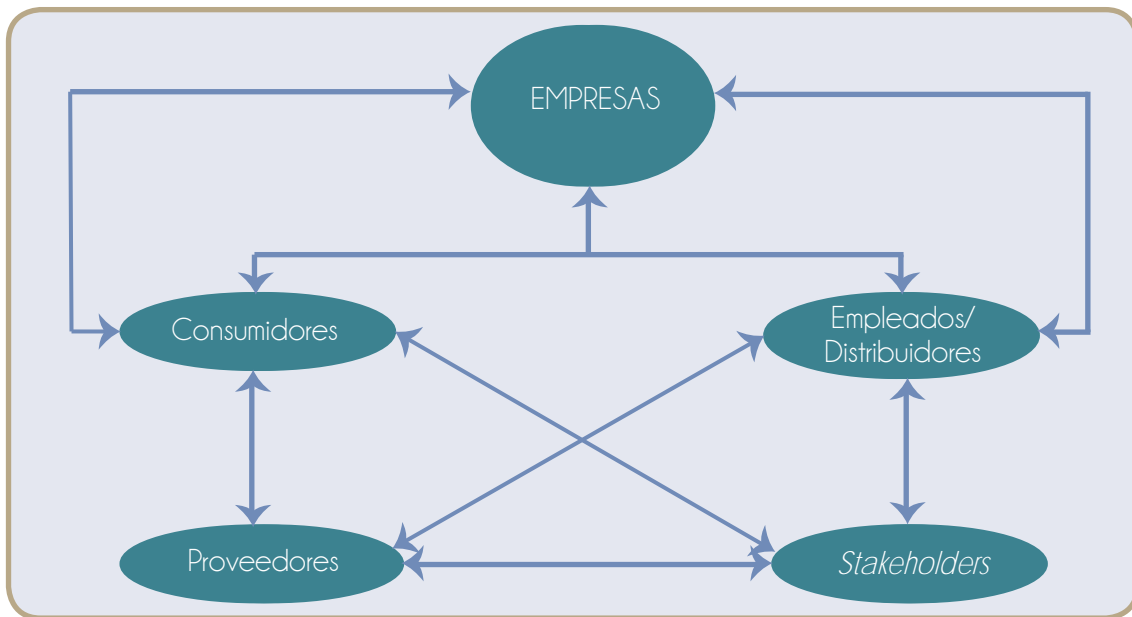 EMPRESAS
Consumidores
Empleados/
Distribuidores
Proveedores
Stakeholders